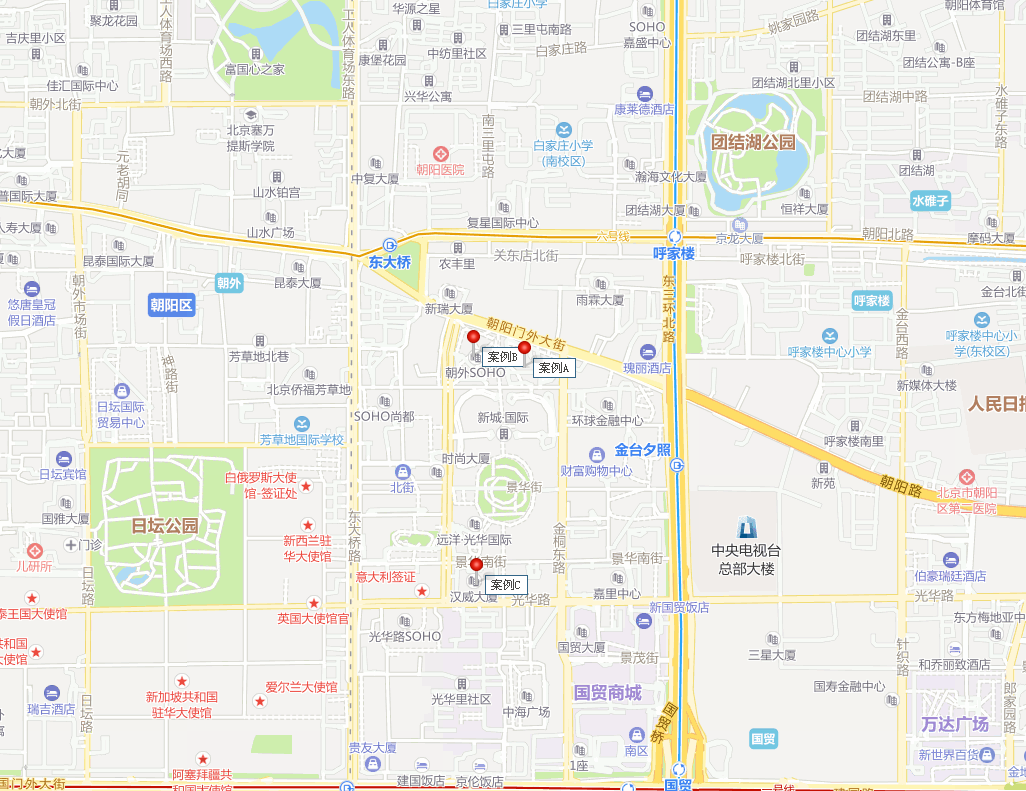 聚龙花园
吉庆里小区
佳汇国际中心
朝外北街
工人体育场东路
富国心之家
华源之星
康堡花园
中纺里社区
兴华公寓
白家庄小学
三里屯南路
白家庄路
SOHO
嘉盛中心
康莱德酒店
姚家园路
朝阳体育馆
团结湖东里
团结公寓-B座
团结湖北里小区
团结湖中路
水碓子东路
北京塞万
提斯学院
元老胡同
山水铂宫
中复大厦
朝阳医院
南三里屯路
白家庄小学
(南校区)
瀚海文化大厦
团结湖公园
团结湖
水碓子
普国际大厦
人寿大厦
山水广场
复星国际中心
团结湖大厦
恒祥大厦
六号线
京龙大厦
朝阳北路
摩码大厦
昆泰国际大厦
朝外
昆泰大厦
东大桥
农丰里
关东店北街
呼家楼
呼家楼北街
悠唐皇冠
假日酒店
朝阳区
朝外市场街
新瑞大厦
雨霖大厦
东三环北路
呼家楼
金台西路
金台北街
朝阳门外大街
芳草地北巷
神路街
案例B
案例A
朝外SOHO
瑰丽酒店
呼家楼中心小学
呼家楼中心小
学(东校区)
北京侨福芳草地
新媒体大楼
人民日报
日坛国际
贸易中心
SOHO尚都
新城·国际
环球金融中心
芳草地国际学校
呼家楼南里
时尚大厦
金台夕照
日坛宾馆
白俄罗斯大使
馆-签证处
北街
景华街
财富购物中心
新苑
朝阳路
北京市朝阳
区第二医院
国雅大厦
日坛公园
新西兰驻
华大使馆
东大桥路
远洋·光华国际
金桐东路
中央电视台
总部大楼
门诊
儿研所
日坛路
意大利签证
景华南街
景华南街
案例C
汉威大厦
光华路
嘉里中心
伯豪瑞廷酒店
泰王国大使馆
英国大使馆官
新国贸饭店
光华路
东方梅地亚中
光华路SOHO
国贸大厦
景茂街
三星大厦
针织路
和乔丽致酒店
新加坡共和国
驻华大使馆
爱尔兰大使馆
光华里社区
中海广场
国贸商城
国寿金融中心
郎家园路
瑞吉酒店
日坛路
国贸桥
国贸
万达广场
贵友大厦
南区
新世界百货
1座
阿塞拜疆共
和国大使馆
建国饭店
京伦饭店
国门外大街
国贸
一号线
建国路